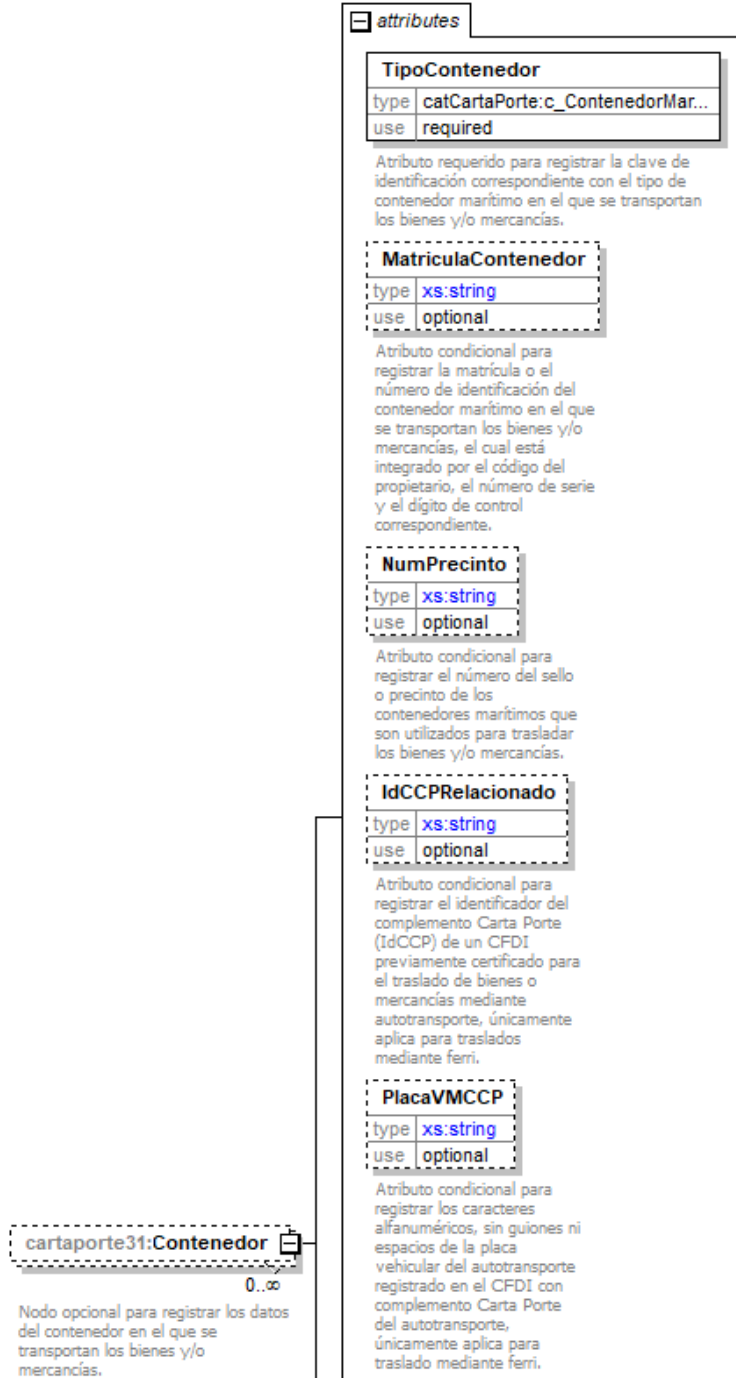 attributes
TipoContenedor
type catCartaPorte:c_ContenedorMar...
use required
Atributo requerido para registrar la clave de
identificación correspondiente con el tipo de
contenedor marítimo en el que se transportan
los bienes y/o mercancías.
MatriculaContenedor
type xs:string
use optional
Atributo condicional para
registrar la matrícula o el
número de identificación del
contenedor marítimo en el que
se transportan los bienes y/o
mercancías, el cual está
integrado por el código del
propietario, el número de serie
y el dígito de control
correspondiente.
NumPrecinto
type xs:string
use optional
Atributo condicional para
registrar el número del sello
o precinto de los
contenedores marítimos que
son utilizados para trasladar
los bienes y/o mercancías.
IdCCPRelacionado
type xs:string
use optional
Atributo condicional para
registrar el identificador del
complemento Carta Porte
(IdCCP) de un CFDI
previamente certificado para
el traslado de bienes o
mercancías mediante
autotransporte, únicamente
aplica para traslados
mediante ferri.
PlacaVMCCP
type xs:string
use optional
Atributo condicional para
registrar los caracteres
alfanuméricos, sin guiones ni
espacios de la placa
vehicular del autotransporte
registrado en el CFDI con
complemento Carta Porte
del autotransporte,
únicamente aplica para
traslado mediante ferri.
cartaporte31:Contenedor
0..∞
Nodo opcional para registrar los datos
del contenedor en el que se
transportan los bienes y/o
mercancías.